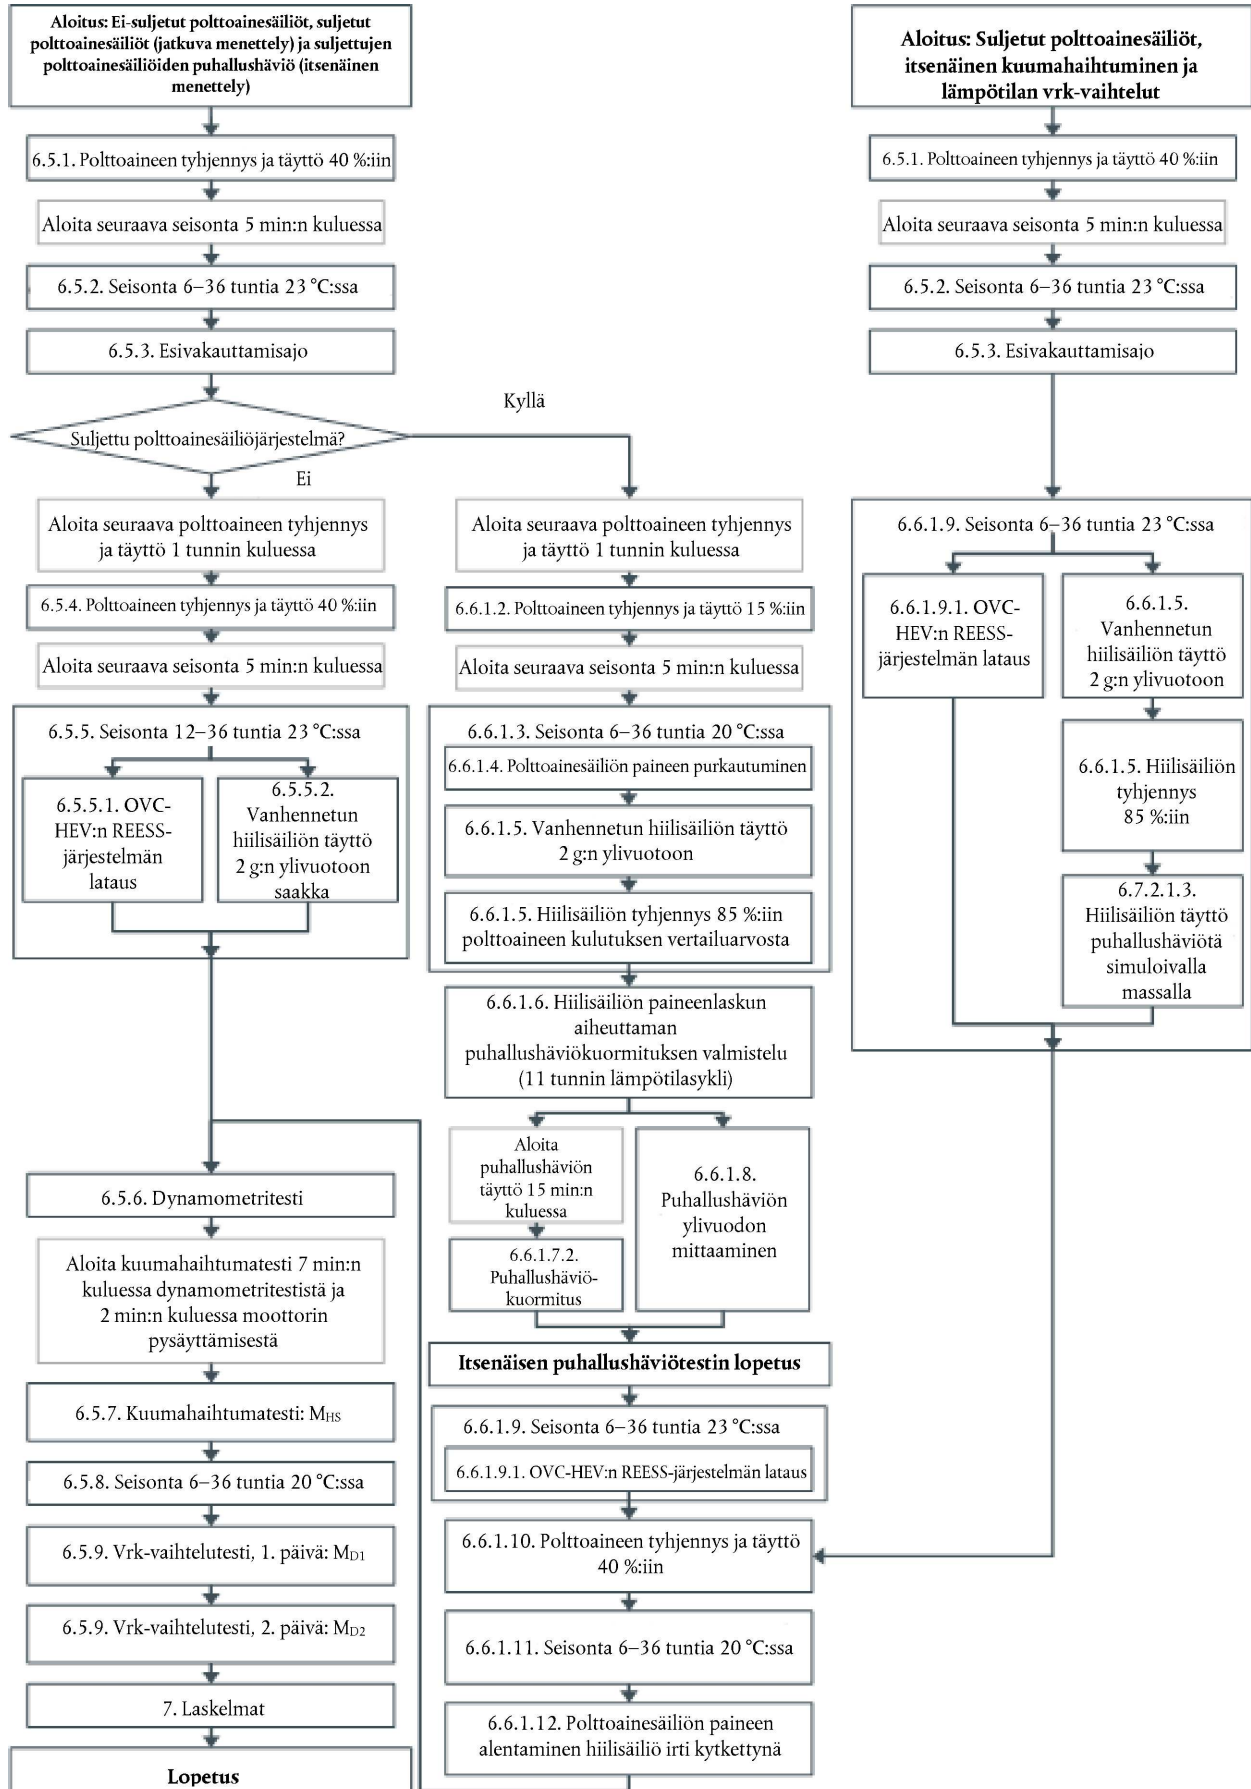 Aloitus: Ei-suljetut polttoainesäiliöt, suljetut
polttoainesäiliöt (jatkuva menettely) ja suljettujen
polttoainesäiliöiden puhallushäviö (itsenäinen
menettely)
6.5.1. Polttoaineen tyhjennys ja täyttö 40 %:iin
Aloita seuraava seisonta 5 min:n kuluessa
6.5.2. Seisonta 6–36 tuntia 23 °C:ssa
6.5.3. Esivakauttamisajo
Suljettu polttoainesäiliöjärjestelmä?
Kyllä
Ei
Aloita seuraava polttoaineen tyhjennys
ja täyttö 1 tunnin kuluessa
6.5.4. Polttoaineen tyhjennys ja täyttö 40 %:iin
Aloita seuraava seisonta 5 min:n kuluessa
6.5.5. Seisonta 12–36 tuntia 23 °C:ssa
6.5.5.1. OVC-
HEV:n REESS-
järjestelmän
lataus
6.5.5.2.
Vanhennetun
hiilisäiliön täyttö
2 g:n ylivuotoon
saakka
6.5.6. Dynamometritesti
Aloita kuumahaihtumatesti 7 min:n
kuluessa dynamometritestistä ja
2 min:n kuluessa moottorin
pysäyttämisestä
6.5.7. Kuumahaihtumatesti: MHS
6.5.8. Seisonta 6–36 tuntia 20 °C:ssa
6.5.9. Vrk-vaihtelutesti, 1. päivä: MD1
6.5.9. Vrk-vaihtelutesti, 2. päivä: MD2
7. Laskelmat
Lopetus
Aloita seuraava polttoaineen tyhjennys
ja täyttö 1 tunnin kuluessa
6.6.1.2. Polttoaineen tyhjennys ja täyttö 15 %:iin
Aloita seuraava seisonta 5 min:n kuluessa
6.6.1.3. Seisonta 6–36 tuntia 20 °C:ssa
6.6.1.4. Polttoainesäiliön paineen purkautuminen
6.6.1.5. Vanhennetun hiilisäiliön täyttö
2 g:n ylivuotoon
6.6.1.5. Hiilisäiliön tyhjennys 85 %:iin
polttoaineen kulutuksen vertailuarvosta
6.6.1.6. Hiilisäiliön paineenlaskun
aiheuttaman
puhallushäviökuormituksen valmistelu
(11 tunnin lämpötilasykli)
Aloita
puhallushäviön
täyttö 15 min:n
kuluessa
6.6.1.7.2.
Puhallushäviö-
kuormitus
6.6.1.8.
Puhallushäviön
ylivuodon
mittaaminen
Itsenäisen puhallushäviötestin lopetus
6.6.1.9. Seisonta 6–36 tuntia 23 °C:ssa
6.6.1.9.1. OVC-HEV:n REESS-järjestelmän lataus
6.6.1.10. Polttoaineen tyhjennys ja täyttö
40 %:iin
6.6.1.11. Seisonta 6–36 tuntia 20 °C:ssa
6.6.1.12. Polttoainesäiliön paineen
alentaminen hiilisäiliö irti kytkettynä
Aloitus: Suljetut polttoainesäiliöt,
itsenäinen kuumahaihtuminen ja
lämpötilan vrk-vaihtelut
6.5.1. Polttoaineen tyhjennys ja täyttö 40 %:iin
Aloita seuraava seisonta 5 min:n kuluessa
6.5.2. Seisonta 6–36 tuntia 23 °C:ssa
6.5.3. Esivakauttamisajo
6.6.1.9. Seisonta 6–36 tuntia 23 °C:ssa
6.6.1.9.1. OVC-
HEV:n REESS-
järjestelmän lataus
6.6.1.5.
Vanhennetun
hiilisäiliön täyttö
2 g:n ylivuotoon
6.6.1.5. Hiilisäiliön
tyhjennys
85 %:iin
6.7.2.1.3.
Hiilisäiliön täyttö
puhallushäviötä
simuloivalla
massalla